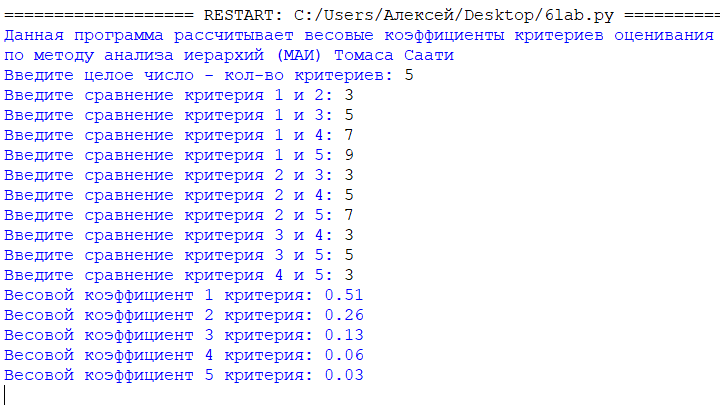 =================== RESTART: C:/Users/Алексей/Desktop/6lab.py ==========
Данная программа рассчитывает весовые коэффициенты критериев оценивания
по методу анализа иерархий (МАИ) Томаса Саати
Введите целое число - кол-во критериев: 5
Введите сравнение критерия 1 и 2: 3
Введите сравнение критерия 1 и 3: 5
Введите сравнение критерия 1 и 4: 7
Введите сравнение критерия 1 и 5: 9
Введите сравнение критерия 2 и 3: 3
Введите сравнение критерия 2 и 4: 5
Введите сравнение критерия 2 и 5: 7
Введите сравнение критерия 3 и 4: 3
Введите сравнение критерия 3 и 5: 5
Введите сравнение критерия 4 и 5: 3
Весовой коэффициент 1 критерия: 0.51
Весовой коэффициент 2 критерия: 0.26
Весовой коэффициент 3 критерия: 0.13
Весовой коэффициент 4 критерия: 0.06
Весовой коэффициент 5 критерия: 0.03